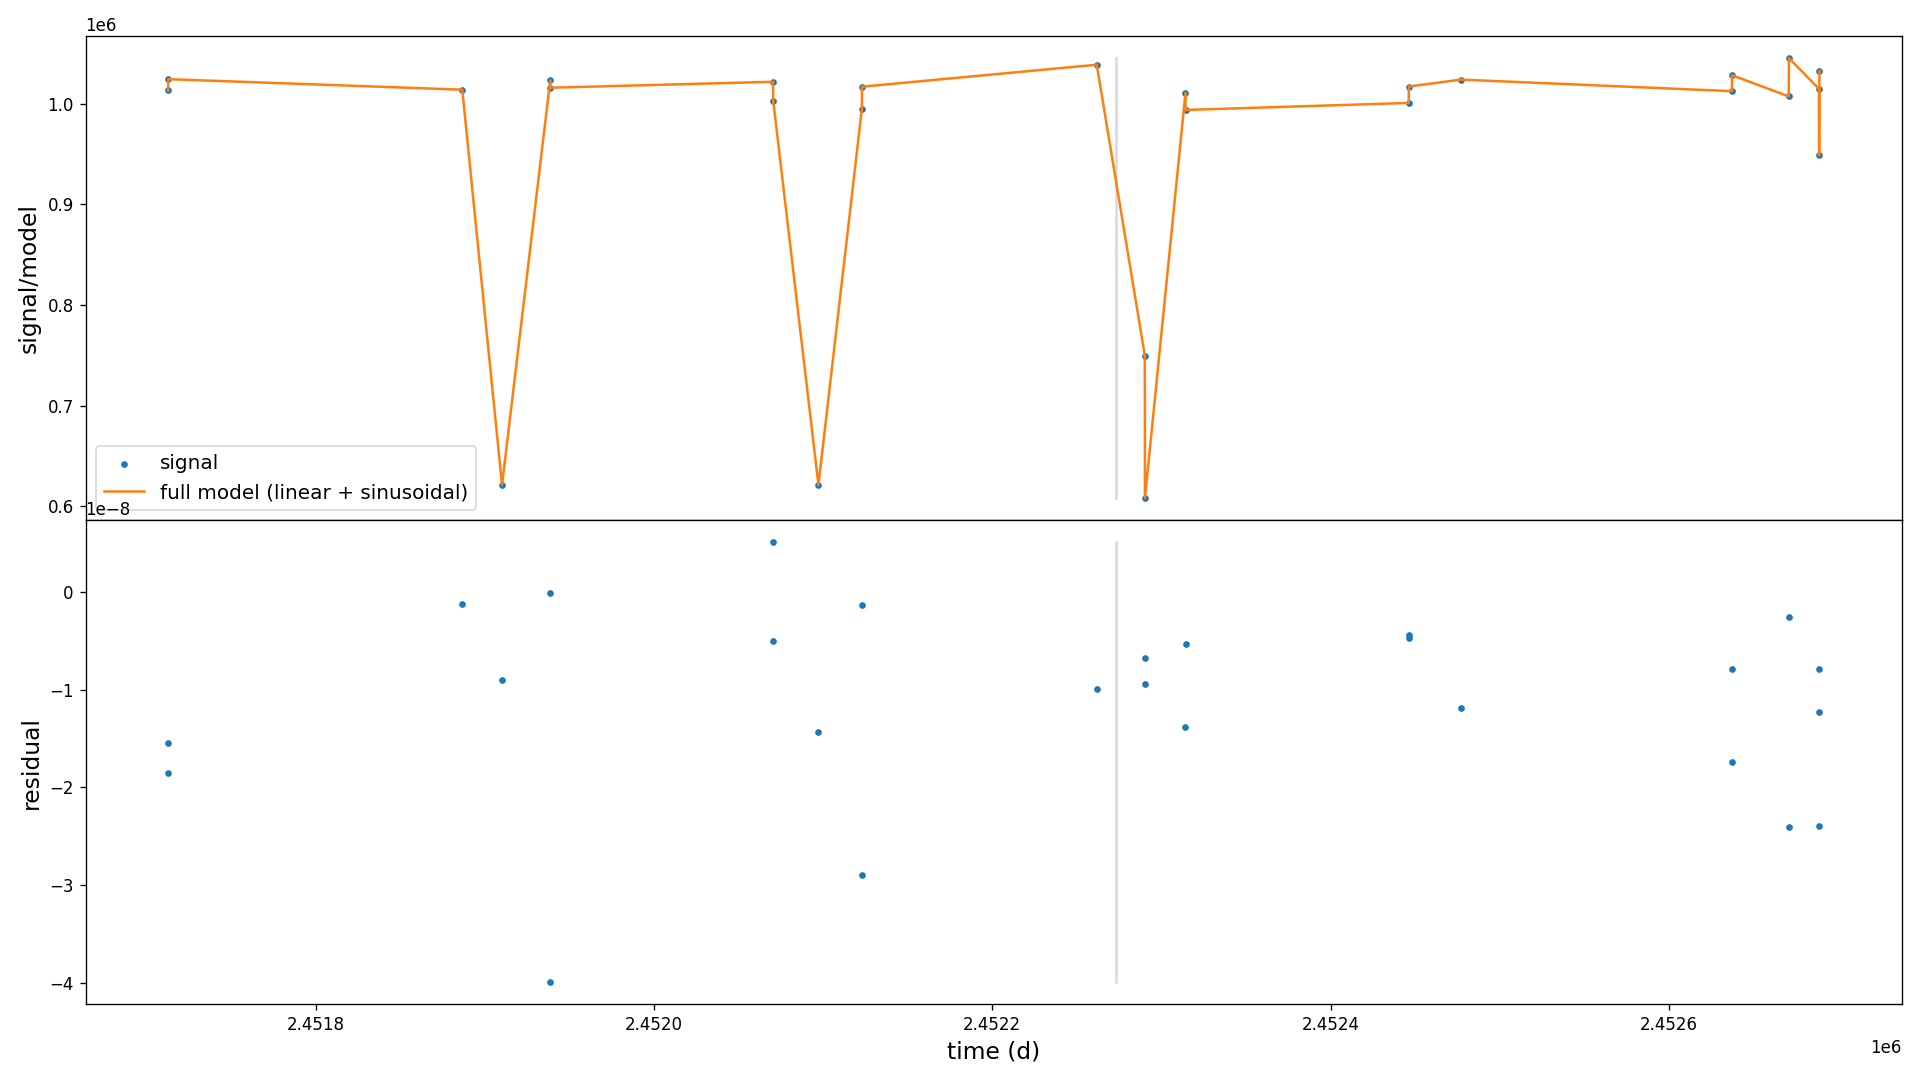 1e6
1.0
0.9
0.8
0.7
0.6
signal/model
signal
full model (linear + sinusoidal)
1e−8
0
−1
−2
−3
−4
residual
2.4518
2.4520
2.4522
2.4524
2.4526
time (d)
1e6